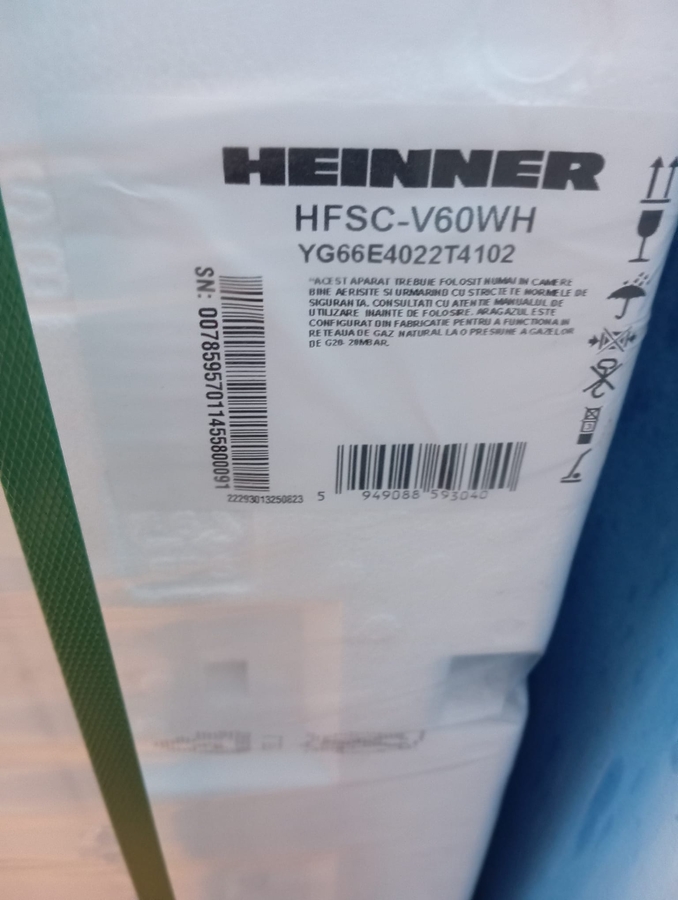 HEINNER
HFSC-V60WH
YG66E4022T4102
"ACEST APARAT TREBUIE FOLOSIT NUMAI IN CAMERE
BINE AERISITE SI URMARIND CU STRICTETE NORMELE DE
SIGURANTA. CONSULTATI CU ATENTIE MANUALUL DE
UTILIZARE INAINTE DE FOLOSIRE. ARAGAZUL ESTE
CONFIGURAT DIN FABRICATIE PENTRU A FUNCTIONA IN
RETEAUA DE GAZ NATURAL LA O PRESIUNE A GAZELOR
DE G20- 20MBAR.
SN: 00785957011455800091
22293013250823
5 949088 593040